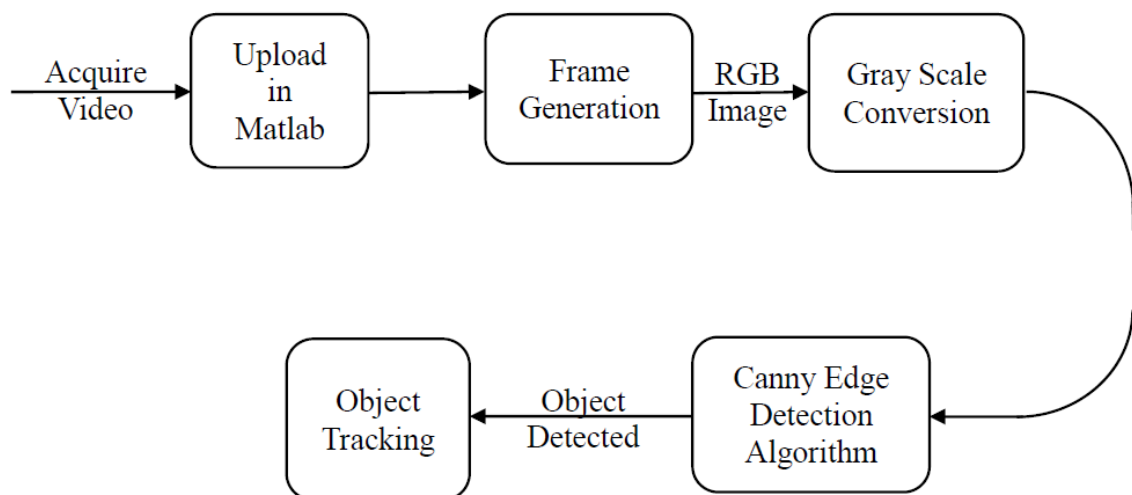 Acquire
Video
Upload
in
Matlab
Frame
Generation
RGB
Image
Gray Scale
Conversion
Canny Edge
Detection
Algorithm
Object
Detected
Object
Tracking